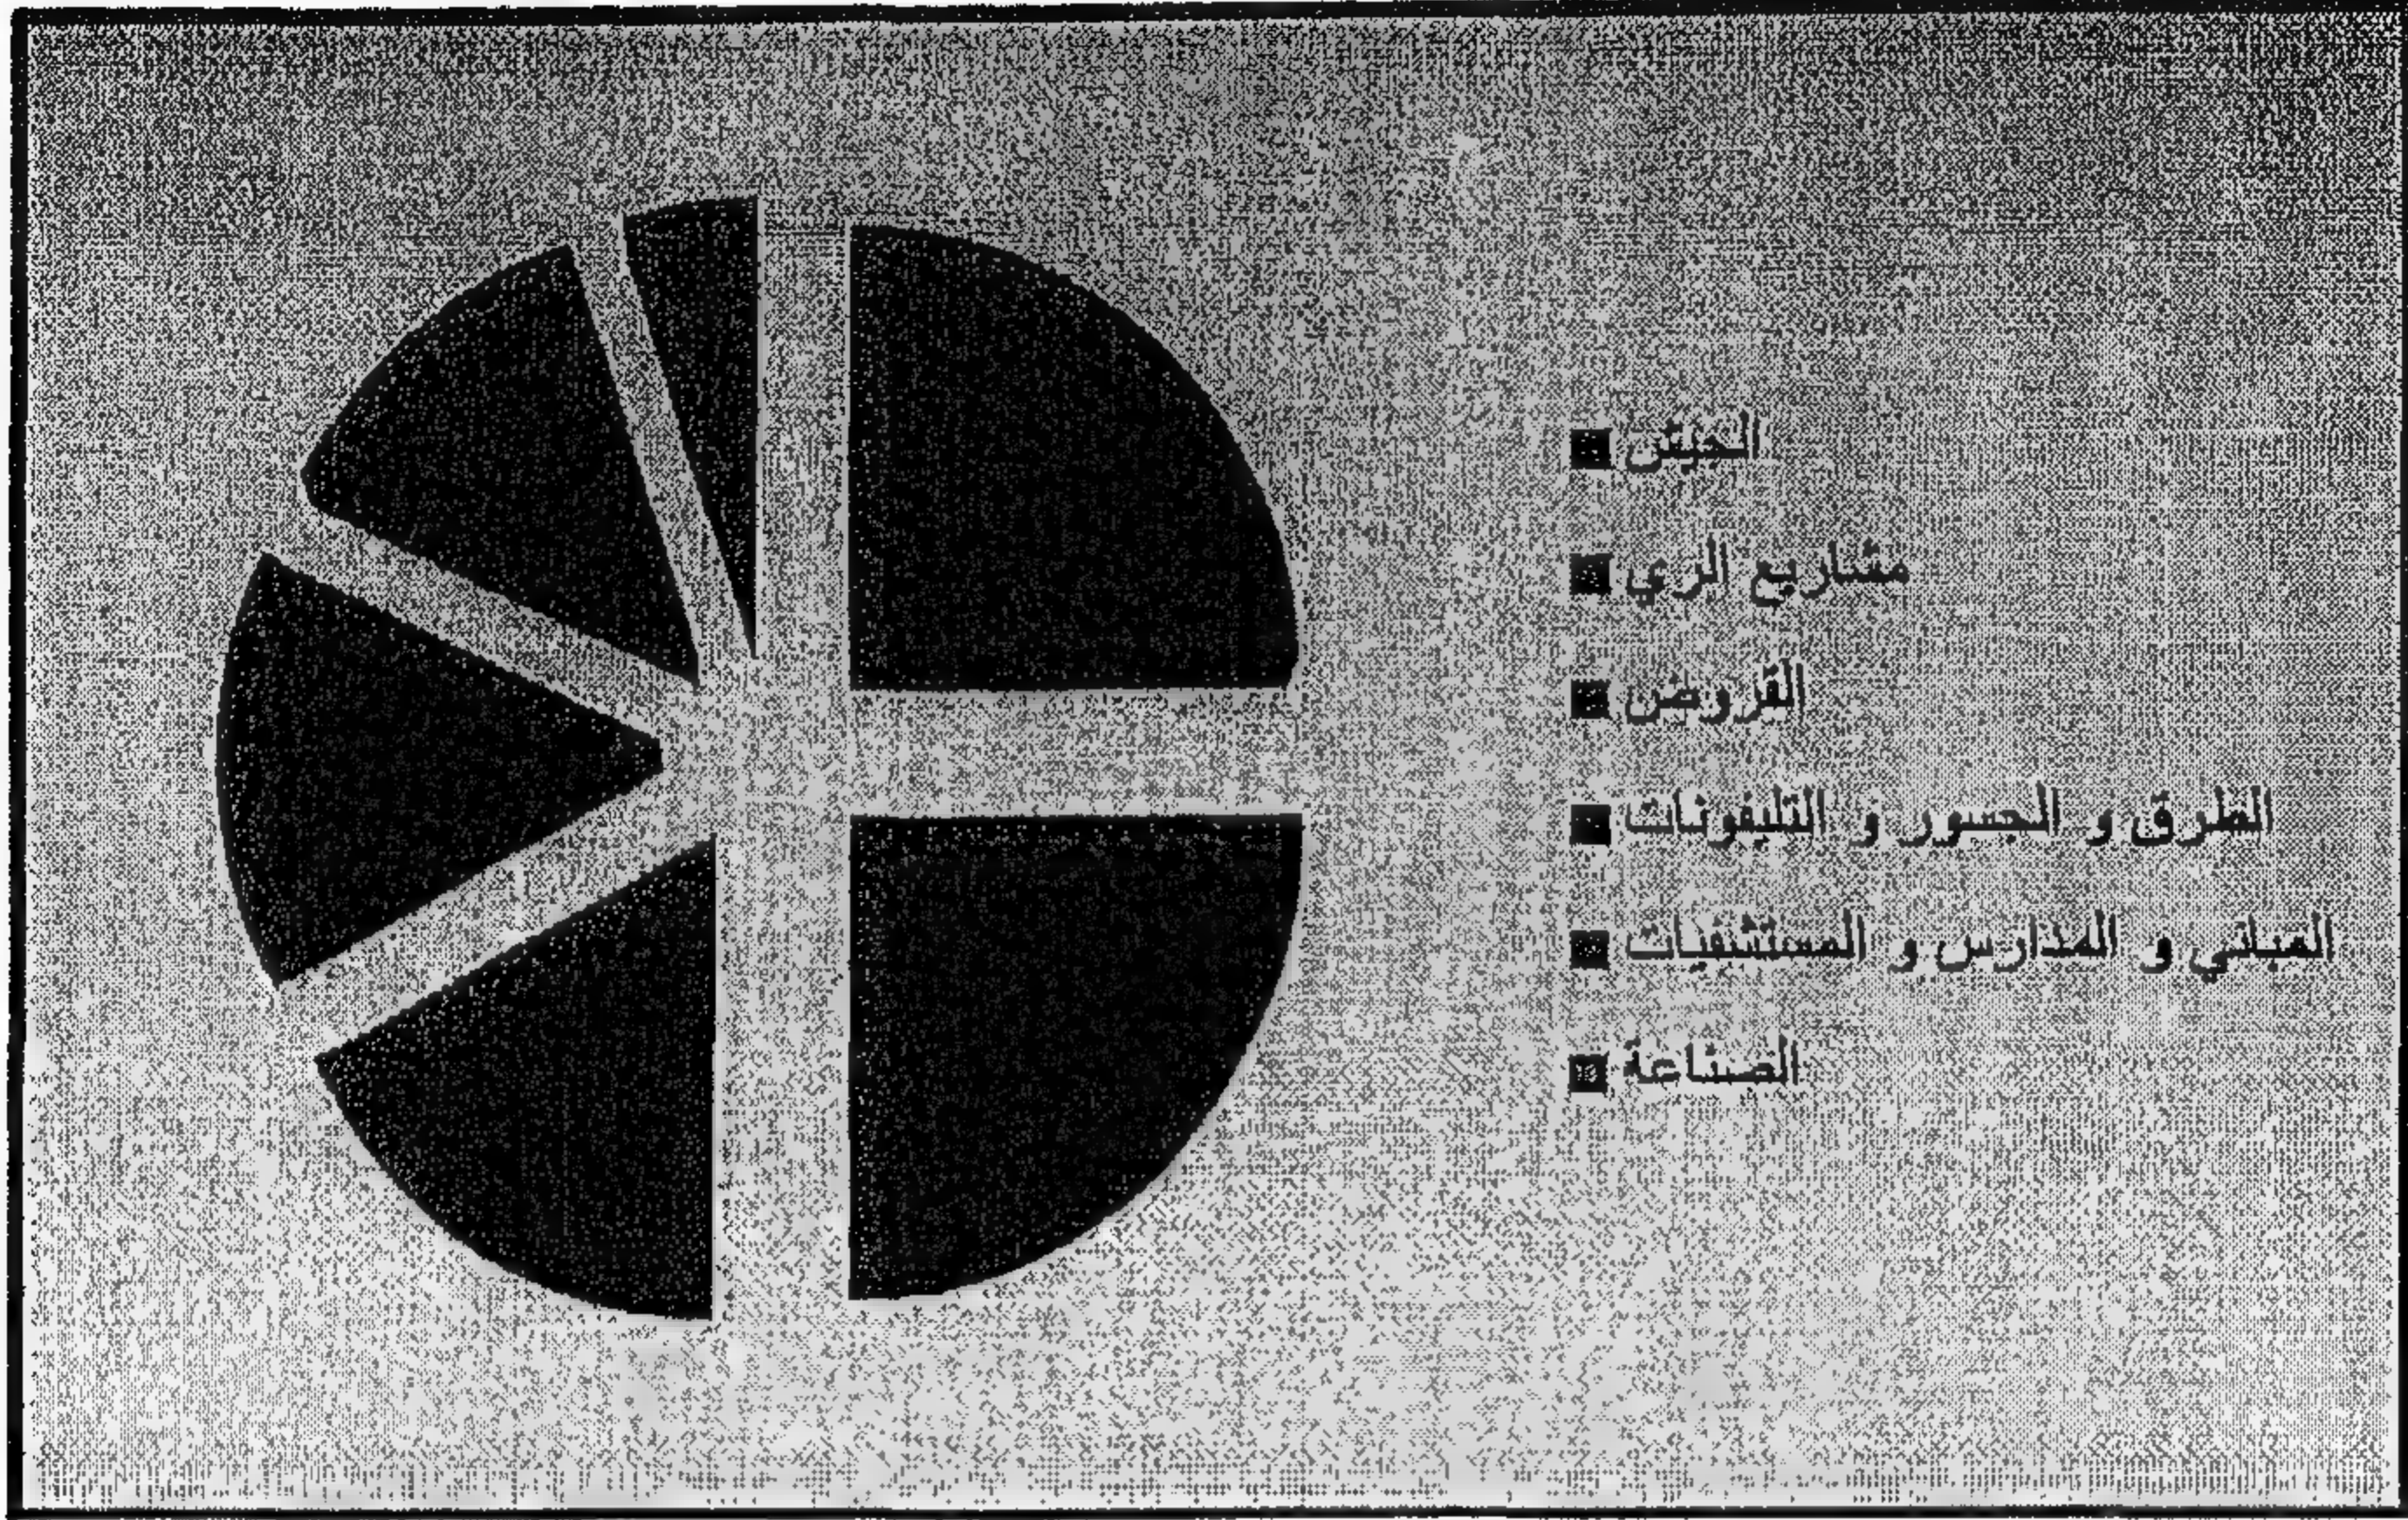 الجيش
مشاريع الري
القروض
الطرق و الجسور و التليفونات
المباني و المدارس و المستشفيات
الصناعة